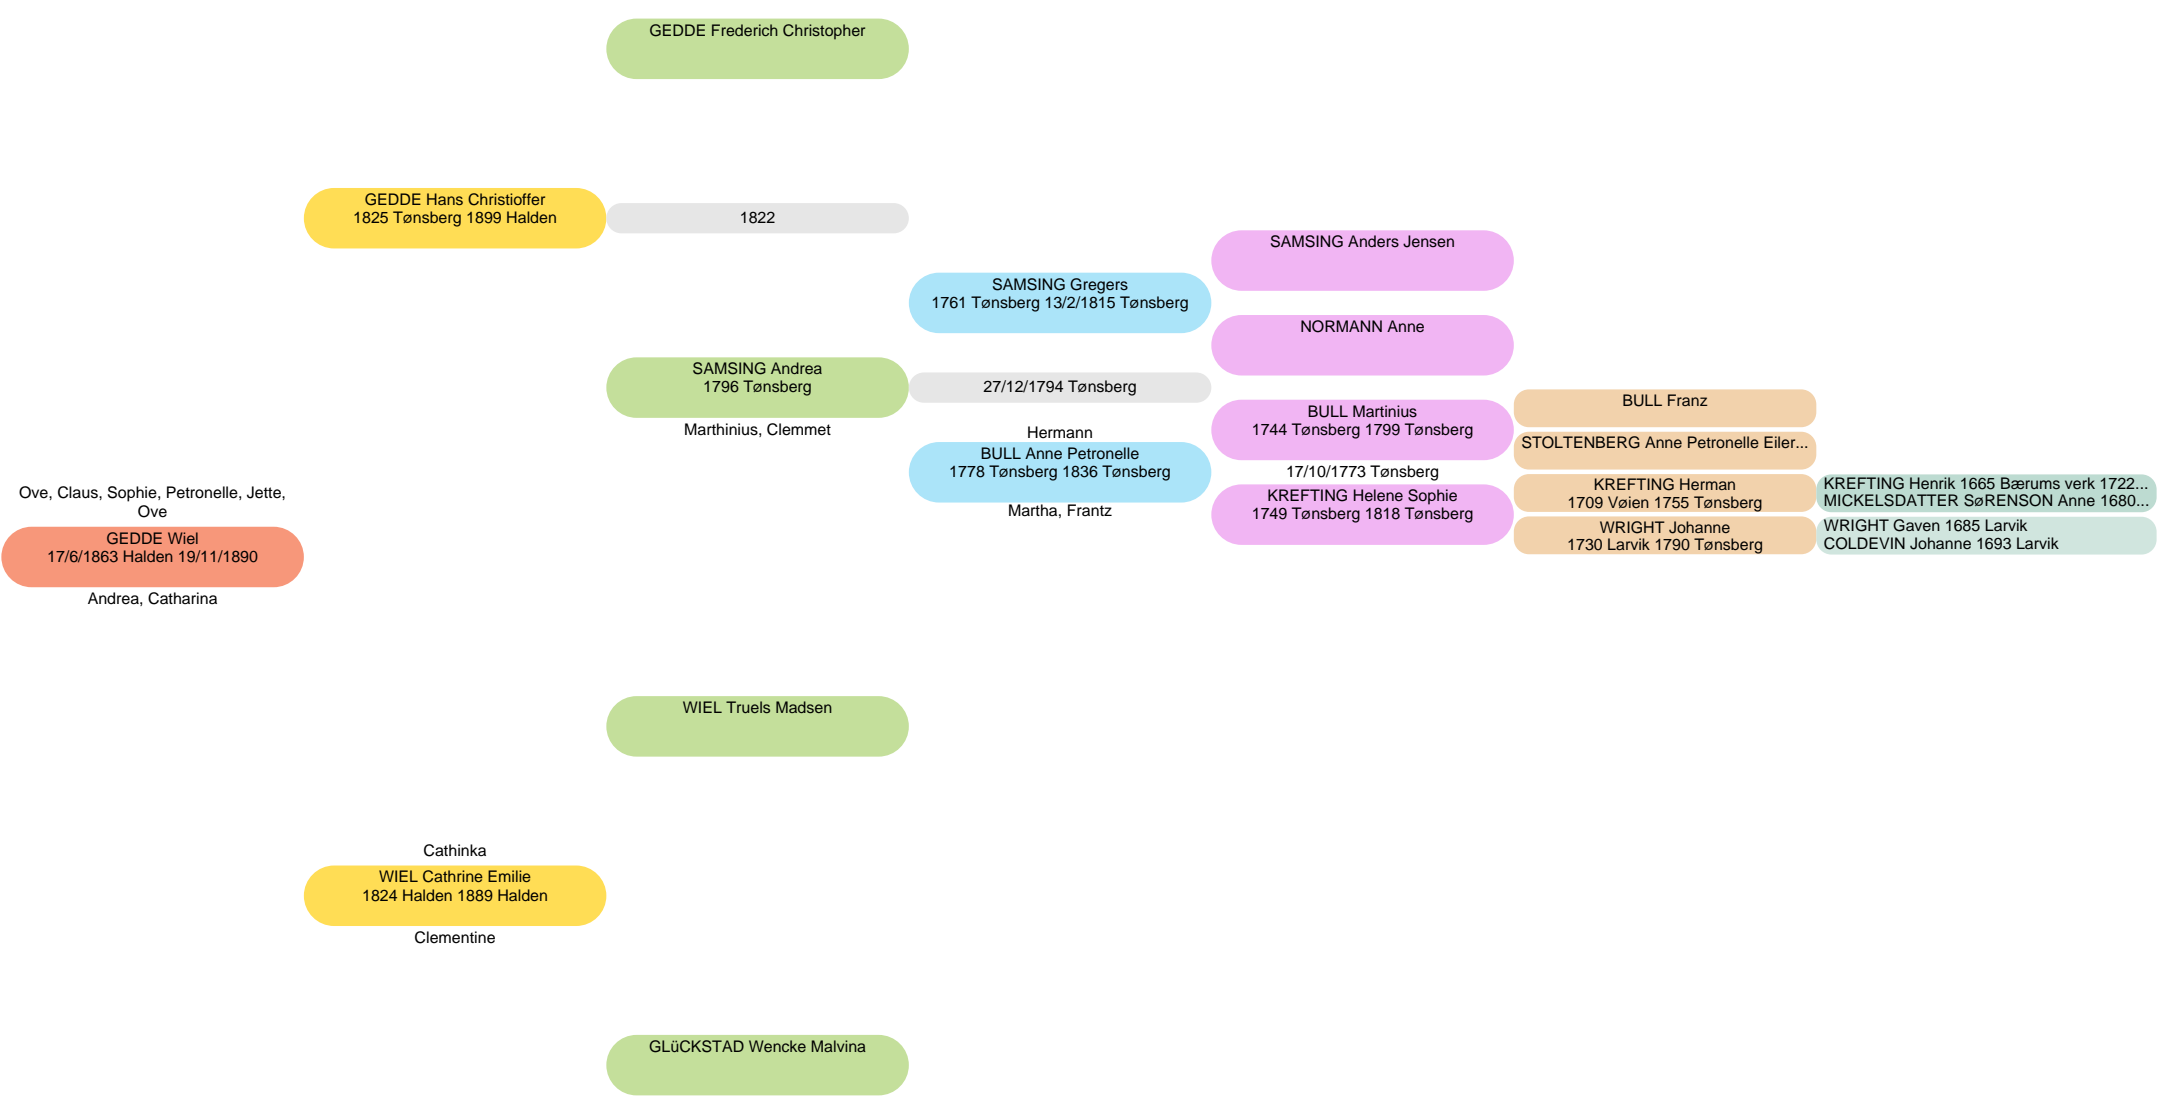 GEDDE Frederich Christopher
GEDDE Hans Christioffer
1825 Tønsberg 1899 Halden
1822
SAMSING Anders Jensen
SAMSING Gregers
1761 Tønsberg 13/2/1815 Tønsberg
NORMANN Anne
SAMSING Andrea
1796 Tønsberg
Marthinius, Clemmet
27/12/1794 Tønsberg
Hermann
BULL Anne Petronelle
1778 Tønsberg 1836 Tønsberg
Martha, Frantz
BULL Martinius
1744 Tønsberg 1799 Tønsberg
17/10/1773 Tønsberg
KREFTING Helene Sophie
1749 Tønsberg 1818 Tønsberg
BULL Franz
STOLTENBERG Anne Petronelle Eiler...
KREFTING Herman
1709 Vøien 1755 Tønsberg
WRIGHT Johanne
1730 Larvik 1790 Tønsberg
KREFTING Henrik 1665 Bærums verk 1722...
MICKELSDATTER SøRENSON Anne 1680...
WRIGHT Gaven 1685 Larvik
COLDEVIN Johanne 1693 Larvik
Ove, Claus, Sophie, Petronelle, Jette,
Ove
GEDDE Wiel
17/6/1863 Halden 19/11/1890
Andrea, Catharina
WIEL Truels Madsen
Cathinka
WIEL Cathrine Emilie
1824 Halden 1889 Halden
Clementine
GLüCKSTAD Wencke Malvina